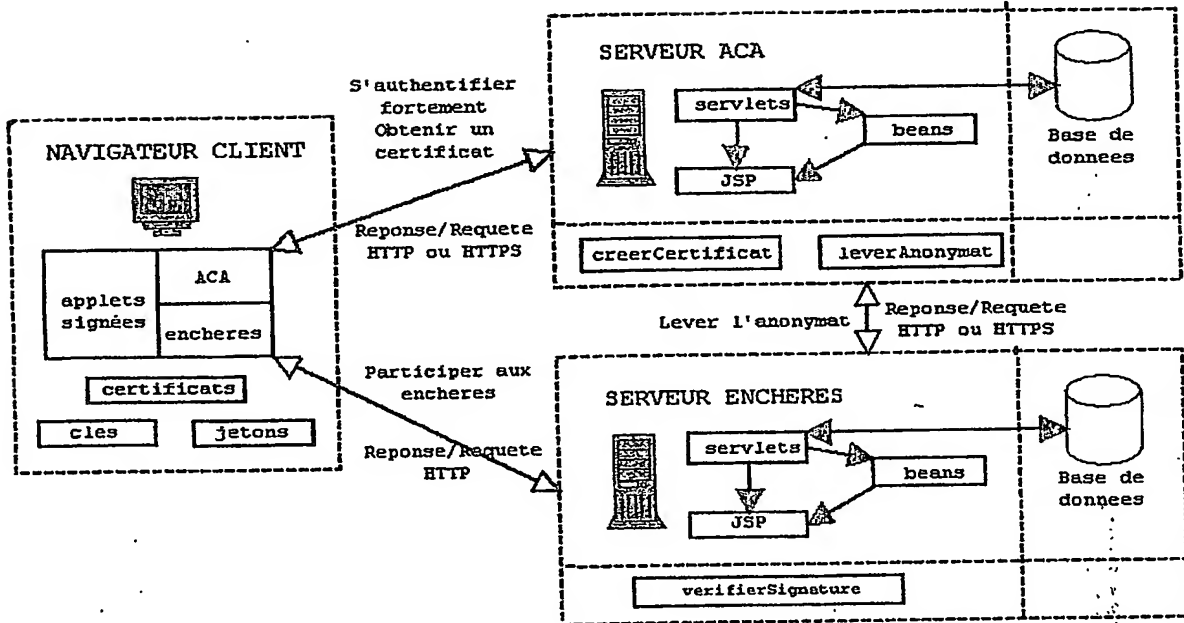 NAVIGATEUR CLIENT
applets
signées
ACA
encheres
certificats
cles
jetons
S'authentifier
fortement
Obtenir un
certificat
Reponse/Requete
HTTP ou HTTPS
Participer aux
encheres
Reponse/Requete
HTTP
SERVEUR ACA
servlets
beans
JSP
Base de
donnees
creerCertificat
leverAnonymat
Lever l'anonymat
Reponse/Requete
HTTP ou HTTPS
SERVEUR ENCHERES
servlets
beans
JSP
Base de
donnees
verifierSignature